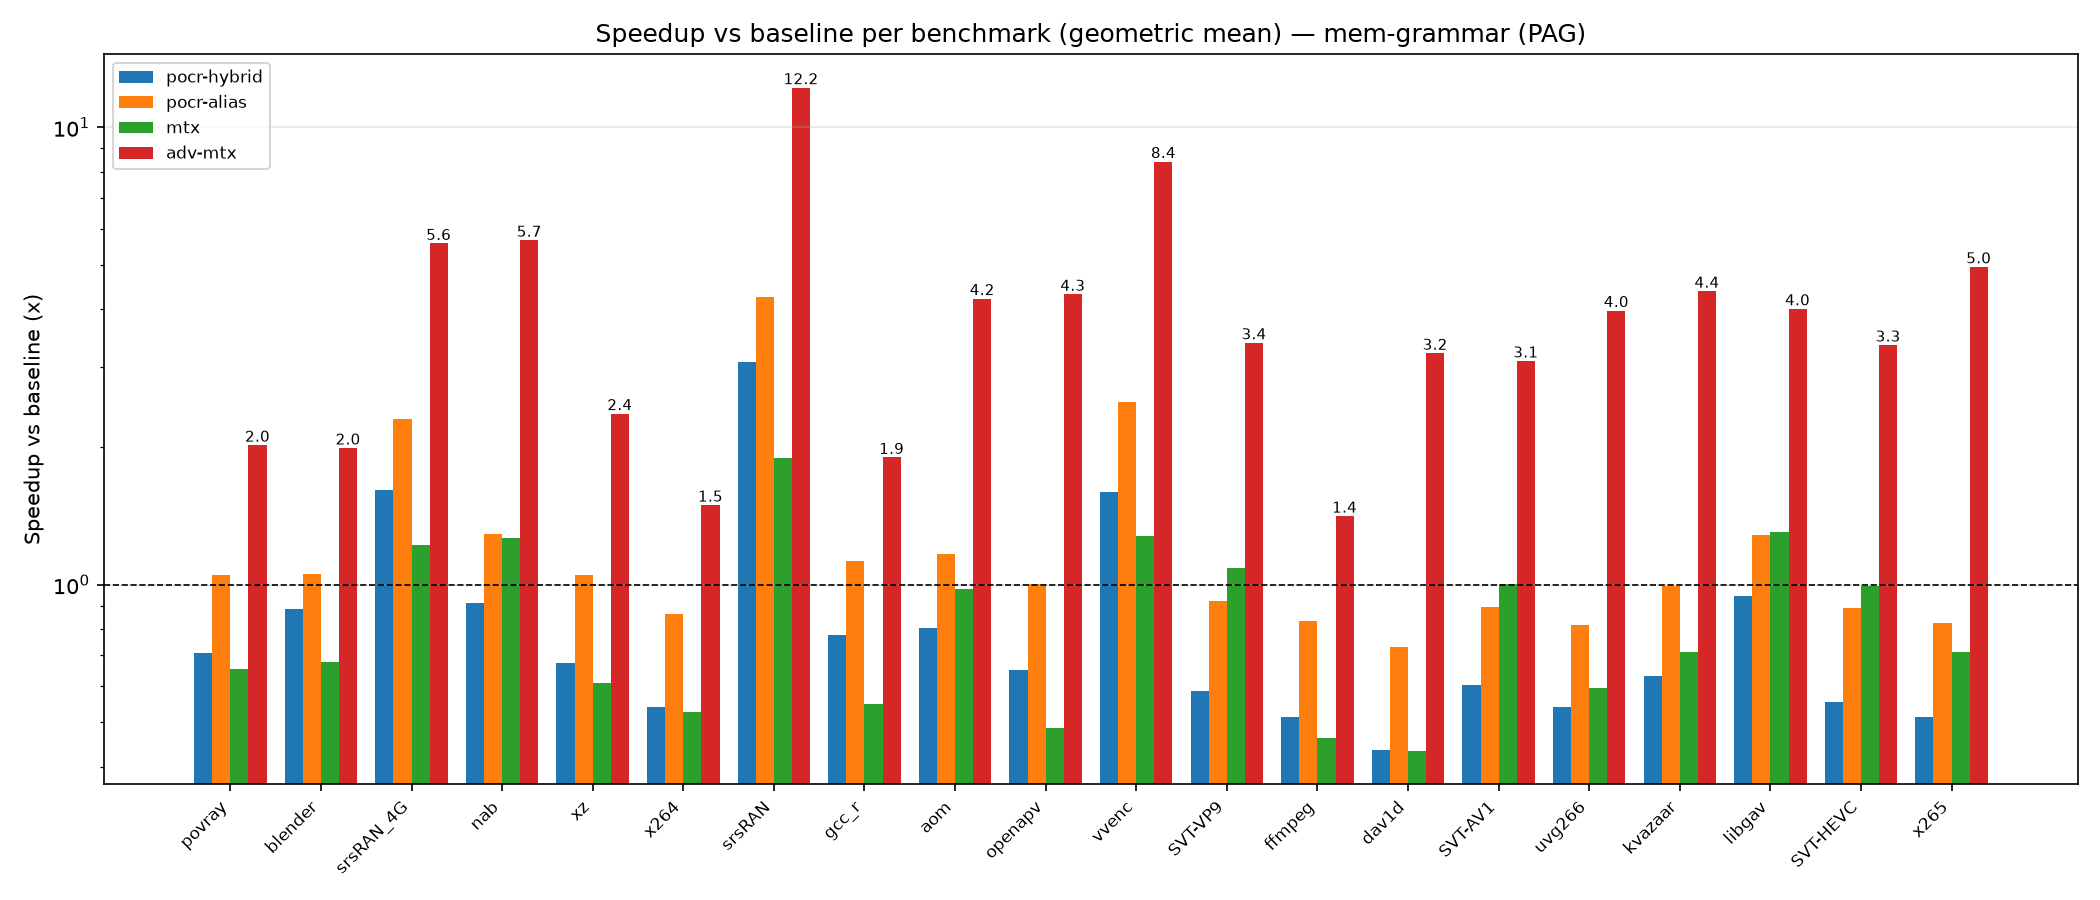 Speedup vs baseline per benchmark (geometric mean) — mem-grammar (PAG)
pocr-hybrid
pocr-alias
mtx
adv-mtx
Speedup vs baseline (x)
10¹
10⁰
2.0
2.0
5.6
5.7
2.4
1.5
12.2
1.9
4.2
4.3
8.4
3.4
1.4
3.2
3.1
4.0
4.4
4.0
3.3
5.0
povray
blender
srsRAN_4G
nab
xz
x264
srsRAN
gcc_r
aom
openapv
vvenc
SVT-VP9
ffmpeg
dav1d
SVT-AV1
uvg266
kvazaar
libgav
SVT-HEVC
x265